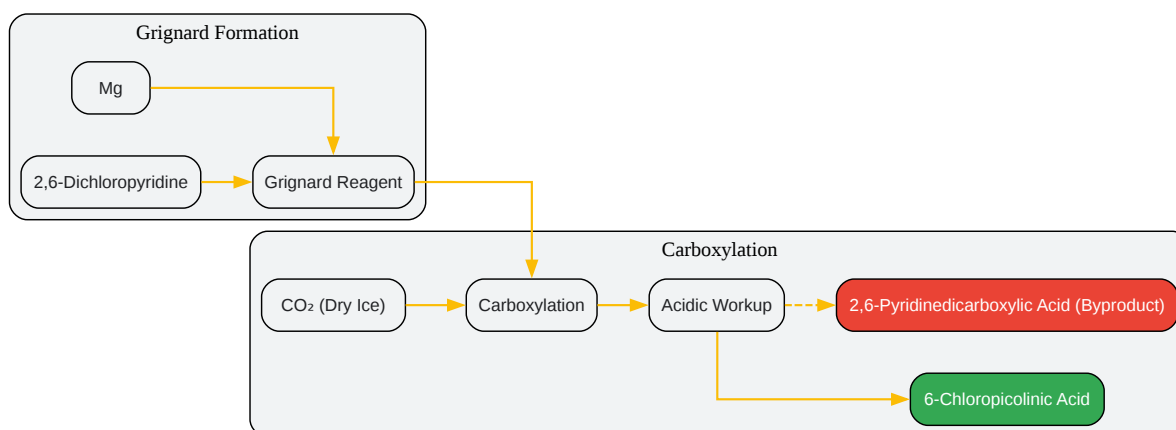 Grignard Formation
Mg
2,6-Dichloropyridine
Grignard Reagent
Carboxylation
CO₂ (Dry Ice)
Carboxylation
Acidic Workup
2,6-Pyridinedicarboxylic Acid (Byproduct)
6-Chloropicolinic Acid